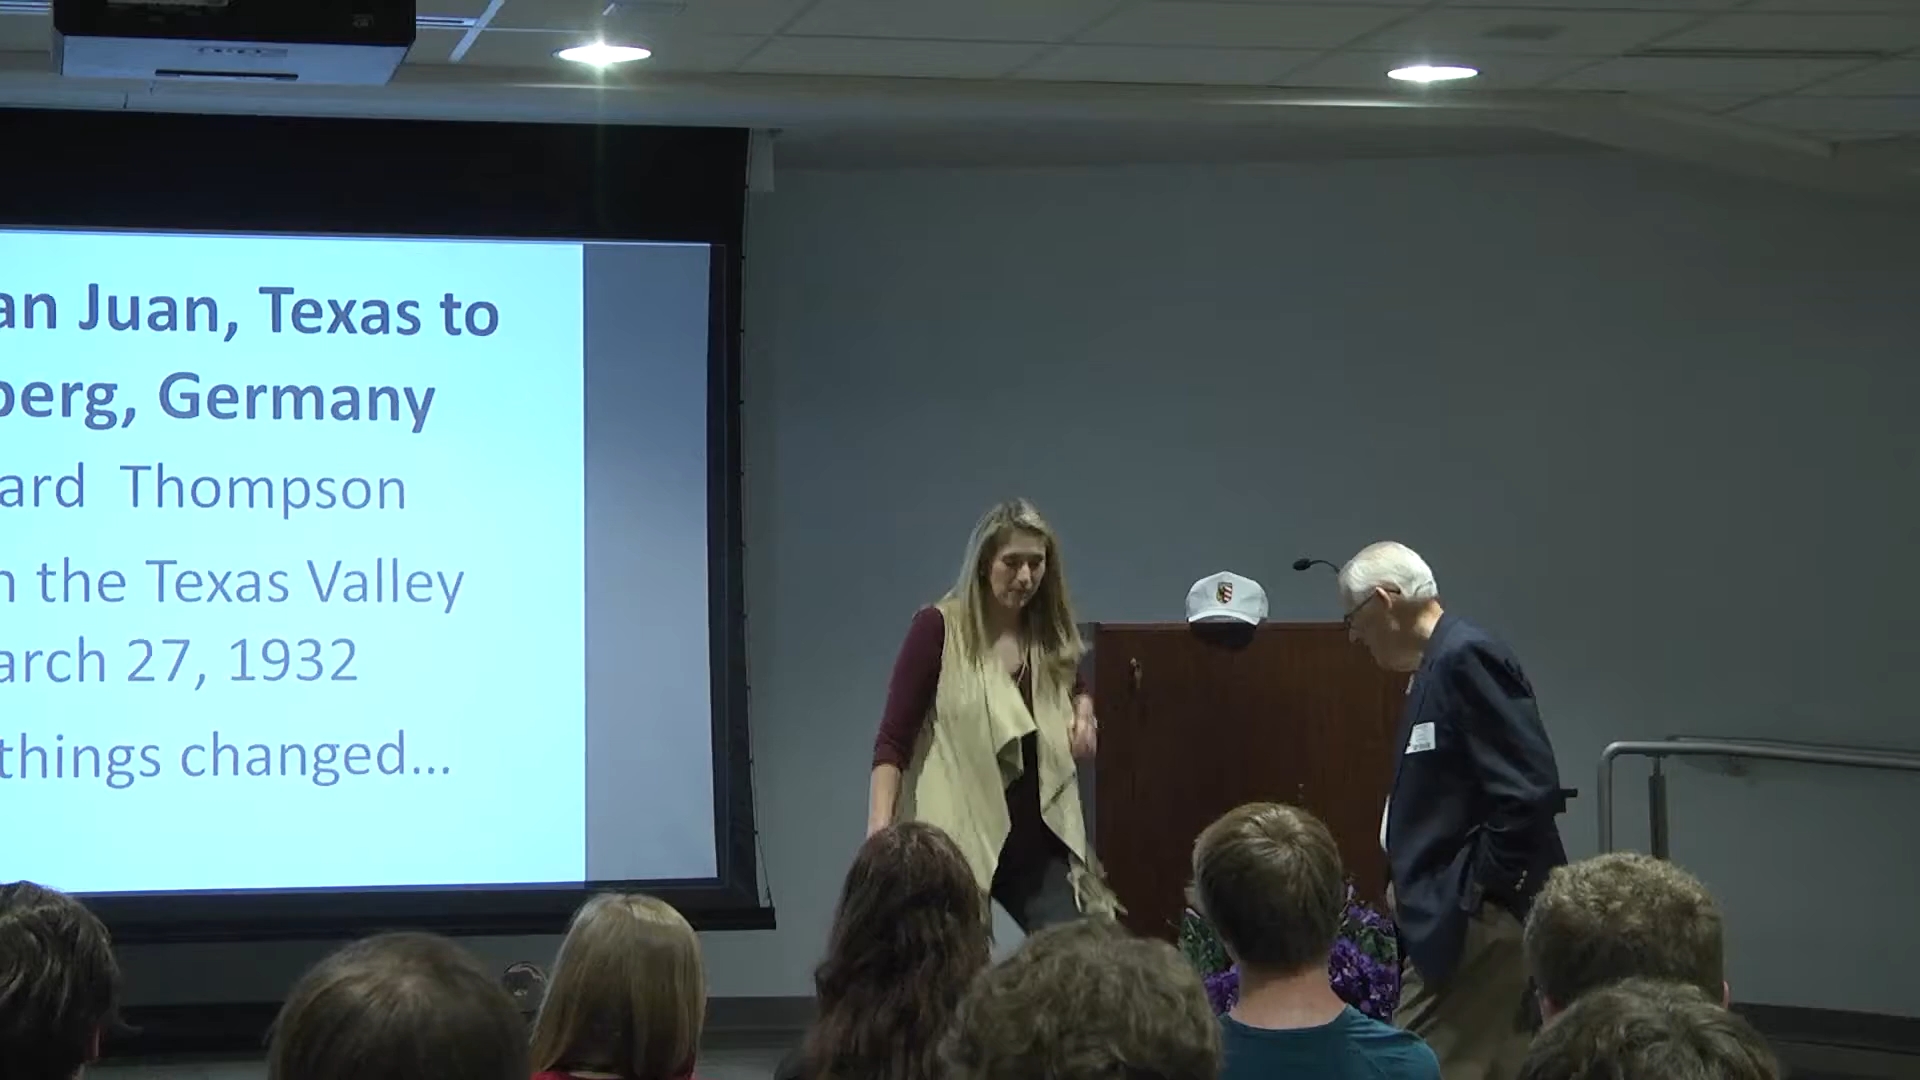 an Juan, Texas to
berg, Germany
ard Thompson
n the Texas Valley
arch 27, 1932
things changed...